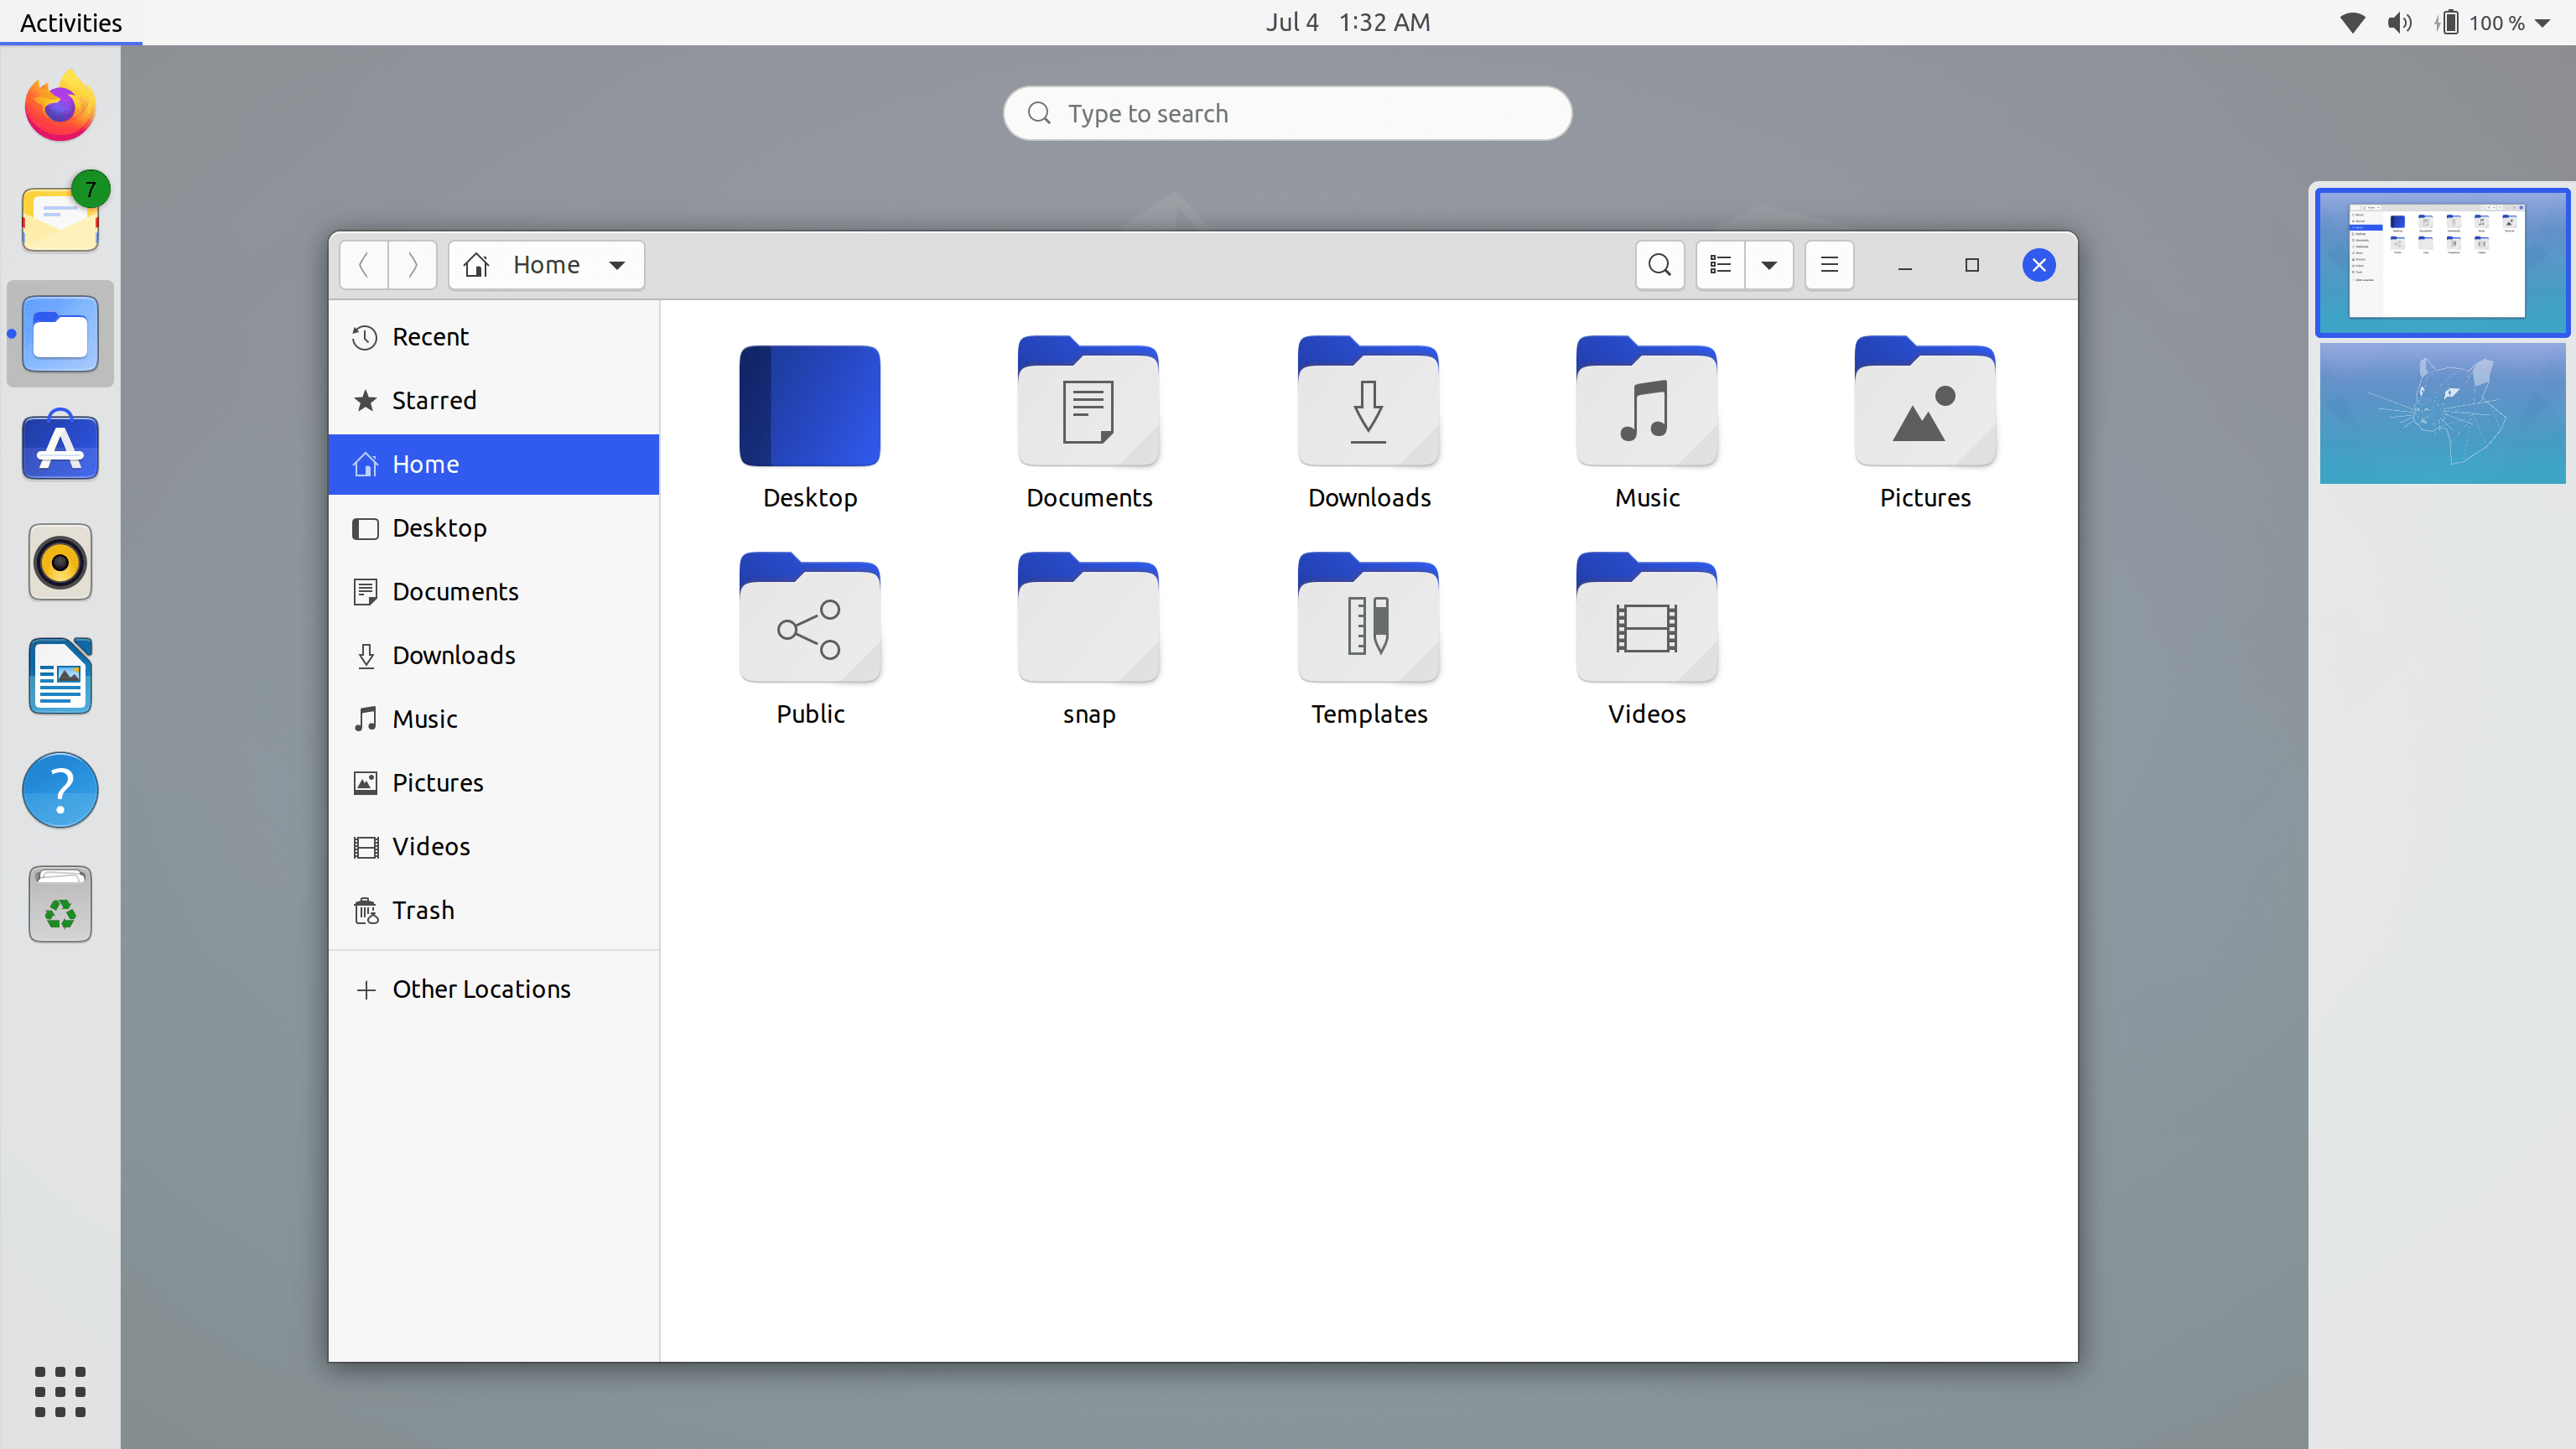 Activities
Jul 4 1:32 AM
100 %
Type to search
7
Home
Recent
Starred
Home
Desktop
Documents
Downloads
Music
Pictures
Videos
Trash
Other Locations
Desktop
Documents
Downloads
Music
Pictures
Public
snap
Templates
Videos